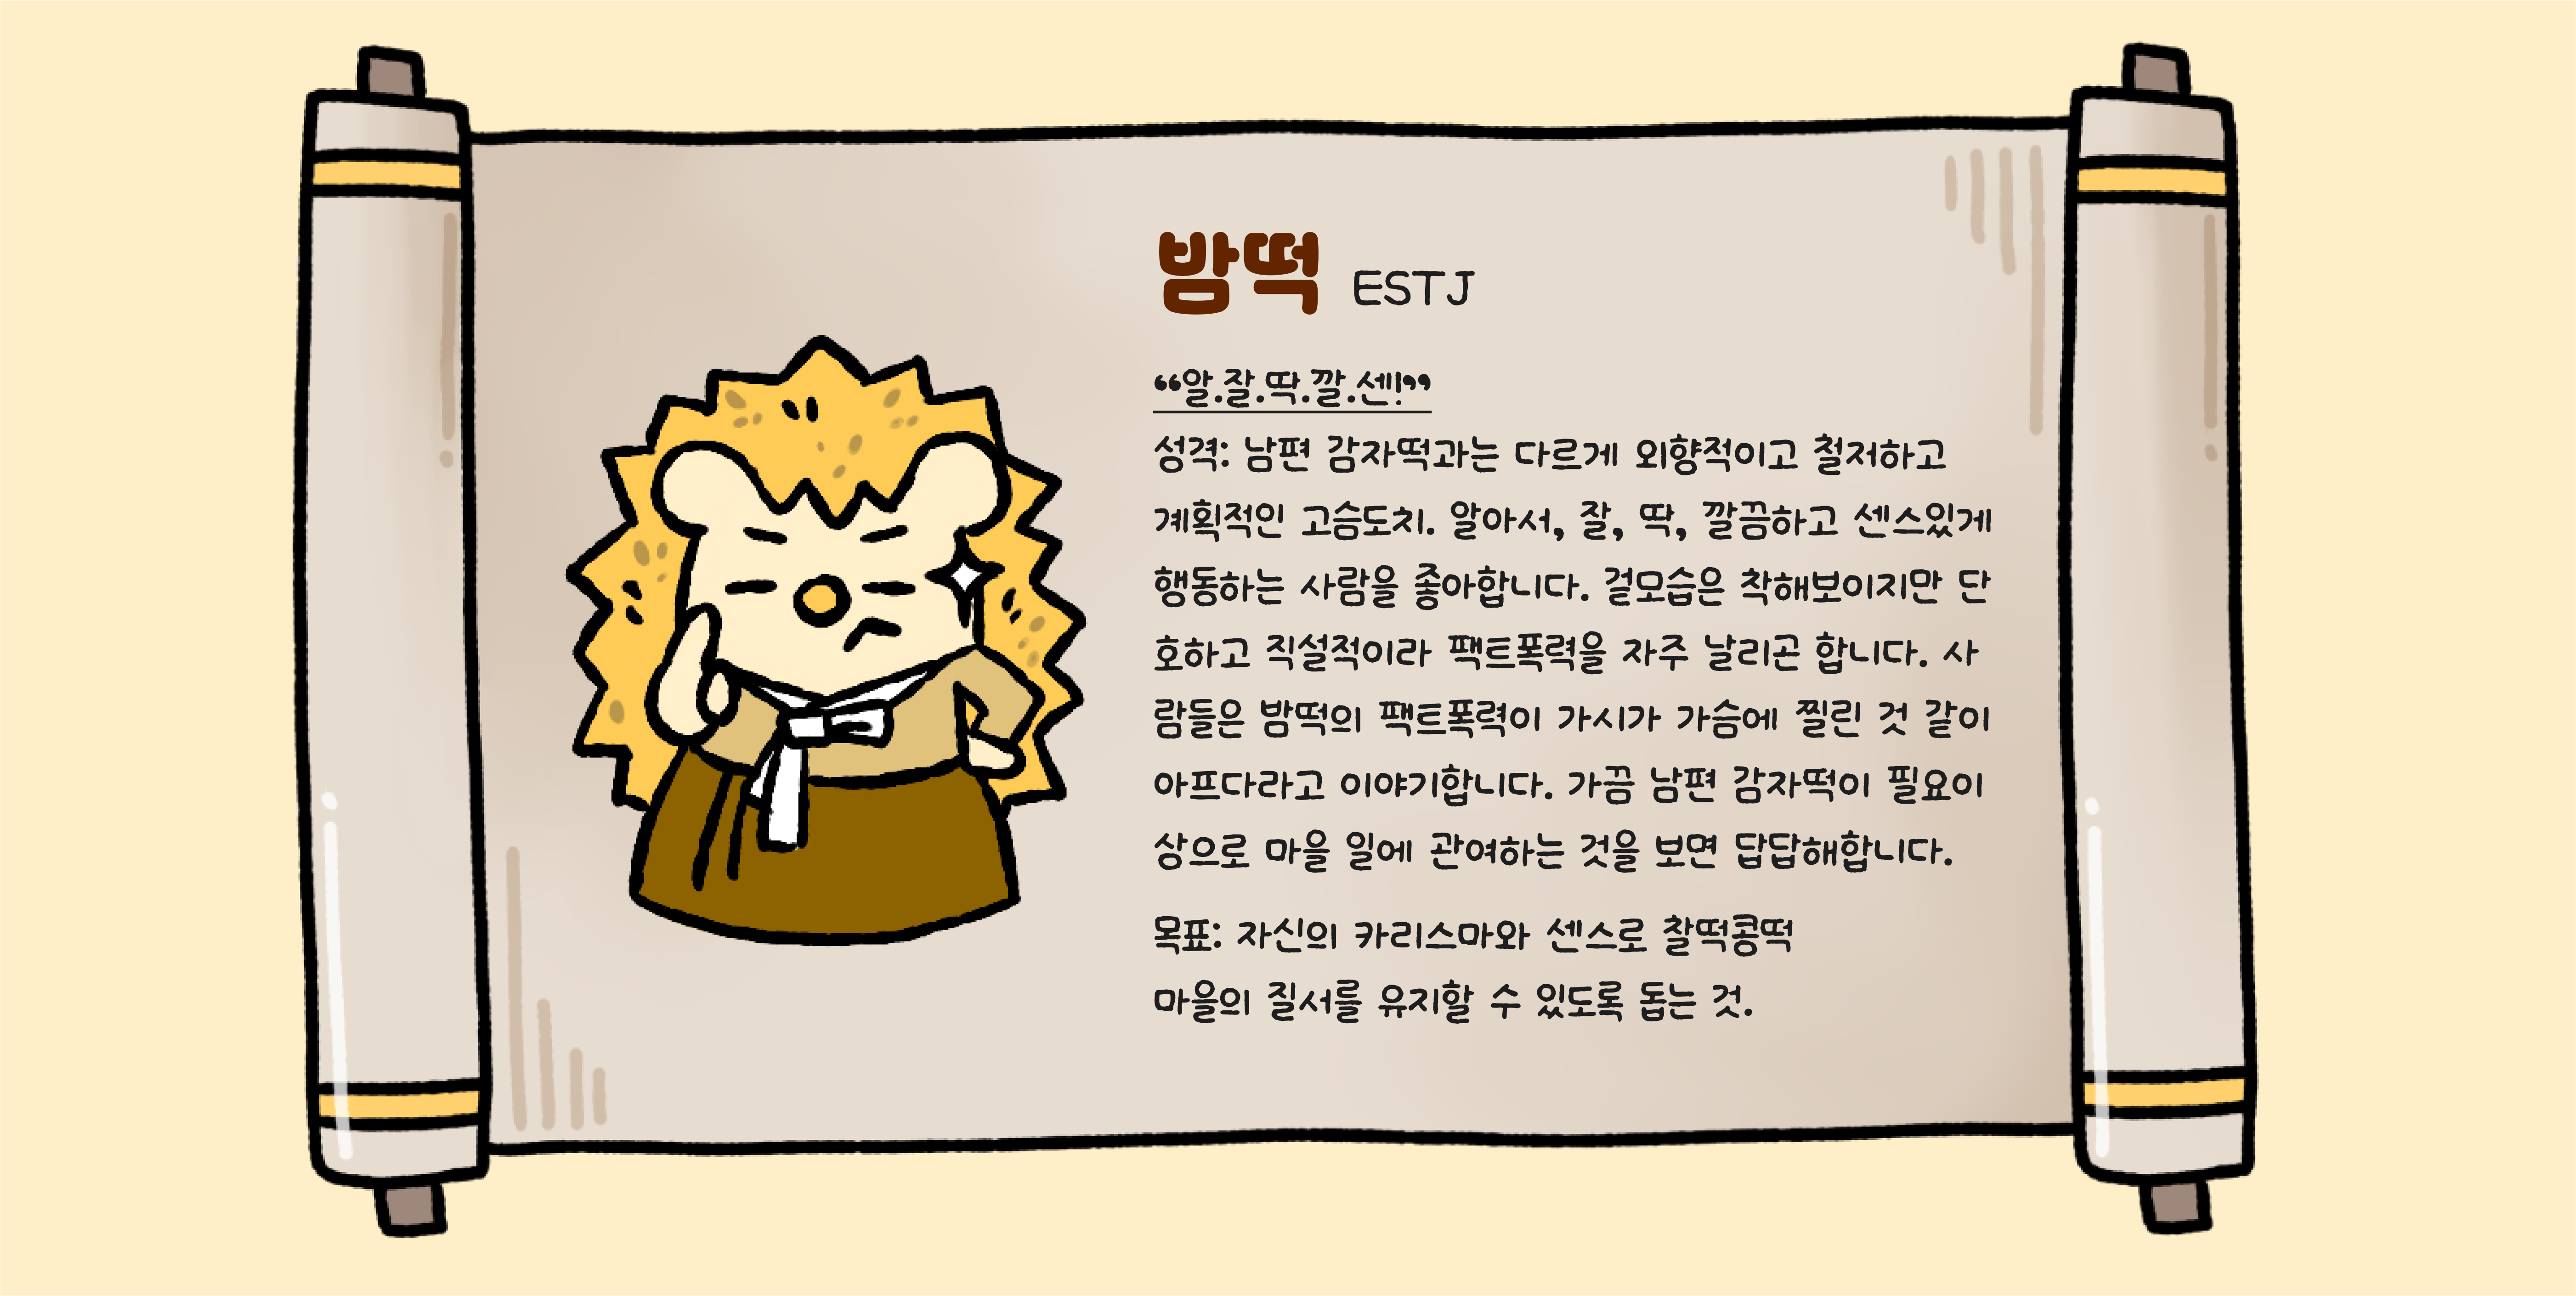 밤떡 ESTJ
“알.잘.딱.깔.센!”
성격: 남편 감자떡과는 다르게 외향적이고 철저하고
계획적인 고슴도치. 알아서, 잘, 딱, 깔끔하고 센스있게
행동하는 사람을 좋아합니다. 겉모습은 착해보이지만 단
호하고 직설적이라 팩트폭력을 자주 날리곤 합니다. 사
람들은 밤떡의 팩트폭력이 가시가 가슴에 찔린 것 같이
아프다라고 이야기합니다. 가끔 남편 감자떡이 필요이
상으로 마을 일에 관여하는 것을 보면 답답해합니다.
목표: 자신의 카리스마와 센스로 찰떡콩떡
마을의 질서를 유지할 수 있도록 돕는 것.